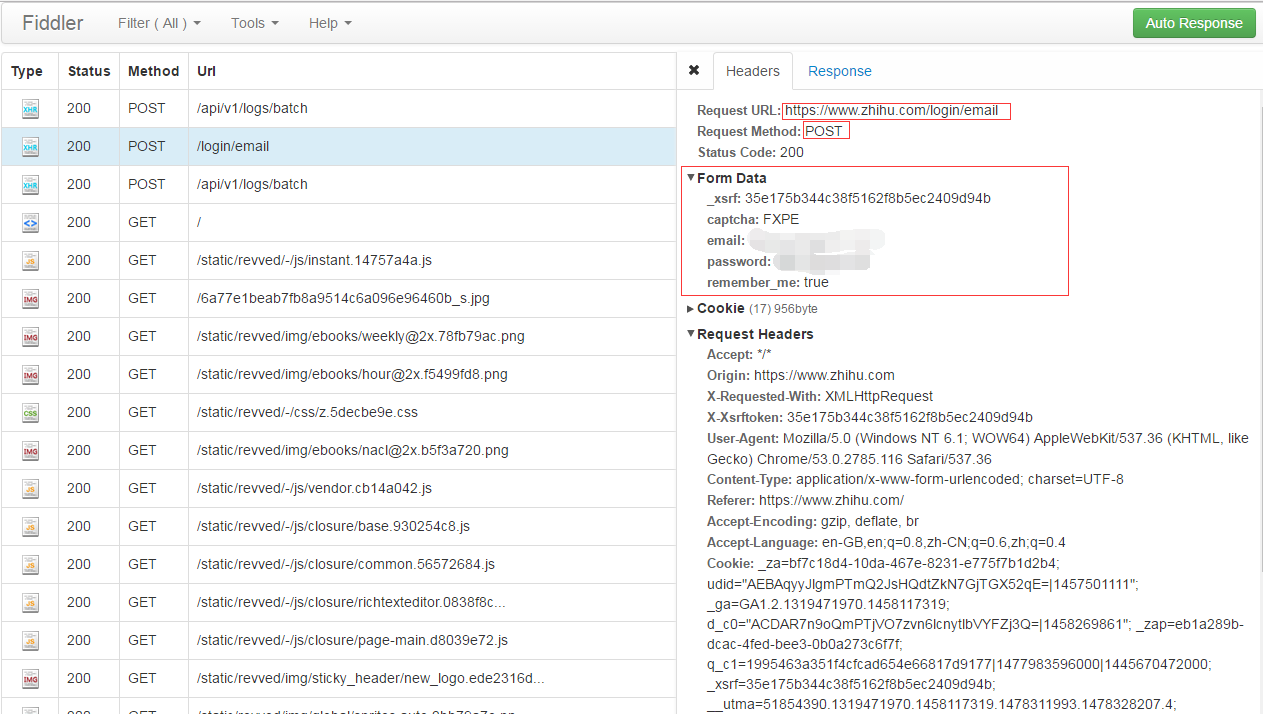 Fiddler Filter ( All ) Tools Help Auto Response
Type Status Method Url
XHR 200 POST /api/v1/logs/batch
XHR 200 POST /login/email
XHR 200 POST /api/v1/logs/batch
<> 200 GET /
JS 200 GET /static/revved/-/js/instant.14757a4a.js
IMG 200 GET /6a77e1beab7fb8a9514c6a096e96460b_s.jpg
IMG 200 GET /static/revved/img/ebooks/weekly@2x.78fb79ac.png
IMG 200 GET /static/revved/img/ebooks/hour@2x.f5499fd8.png
CSS 200 GET /static/revved/-/css/z.5decbe9e.css
IMG 200 GET /static/revved/img/ebooks/nacl@2x.b5f3a720.png
JS 200 GET /static/revved/-/js/vendor.cb14a042.js
JS 200 GET /static/revved/-/js/closure/base.930254c8.js
JS 200 GET /static/revved/-/js/closure/common.56572684.js
JS 200 GET /static/revved/-/js/closure/richtexteditor.0838f8c...
JS 200 GET /static/revved/-/js/closure/page-main.d8039e72.js
IMG 200 GET /static/revved/img/sticky_header/new_logo.ede2316d...
✖ Headers Response
Request URL: https://www.zhihu.com/login/email
Request Method: POST
Status Code: 200
▼Form Data
_xsrf: 35e175b344c38f5162f8b5ec2409d94b
captcha: FXPE
email:
password:
remember_me: true
▶Cookie (17) 956byte
▼Request Headers
Accept: */*
Origin: https://www.zhihu.com
X-Requested-With: XMLHttpRequest
X-Xsrftoken: 35e175b344c38f5162f8b5ec2409d94b
User-Agent: Mozilla/5.0 (Windows NT 6.1; WOW64) AppleWebKit/537.36 (KHTML, like
Gecko) Chrome/53.0.2785.116 Safari/537.36
Content-Type: application/x-www-form-urlencoded; charset=UTF-8
Referer: https://www.zhihu.com/
Accept-Encoding: gzip, deflate, br
Accept-Language: en-GB,en;q=0.8,zh-CN;q=0.6,zh;q=0.4
Cookie: _za=bf7c18d4-10da-467e-8231-e775f7b1d2b4;
udid="AEBAqyyJlgmPTmQ2JsHQdtZkN7GjTGX52qE=|1457501111";
_ga=GA1.2.1319471970.1458117319;
d_c0="ACDAR7n9oQmPTjVO7zvn6lcnytlbVYFZj3Q=|1458269861"; _zap=eb1a289b-
dcac-4fed-bee3-0b0a273c6f7f;
q_c1=1995463a351f4cfcad654e66817d9177|1477983596000|1445670472000;
_xsrf=35e175b344c38f5162f8b5ec2409d94b;
__utma=51854390.1319471970.1458117319.1478311993.1478328207.4;